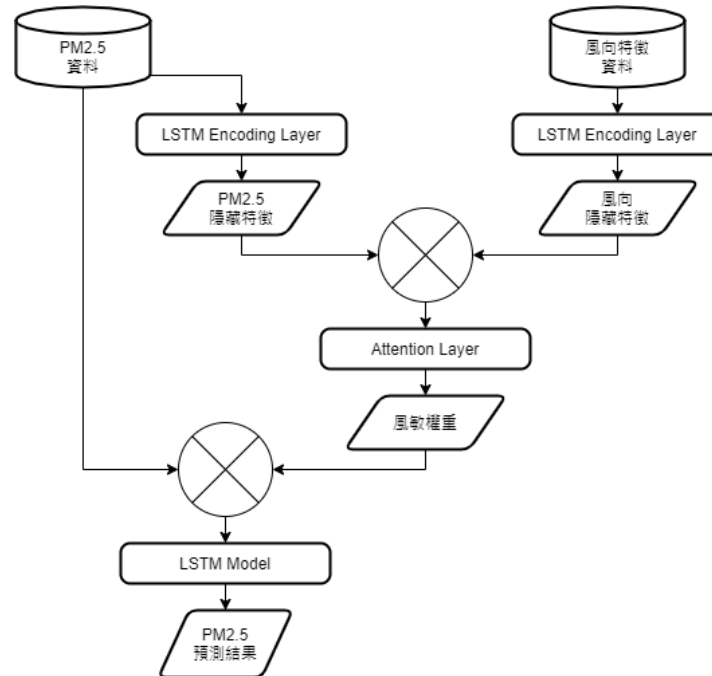 PM2.5
資料
風向特徵
資料
LSTM Encoding Layer
LSTM Encoding Layer
PM2.5
隱藏特徵
風向
隱藏特徵
Attention Layer
風敏權重
LSTM Model
PM2.5
預測結果